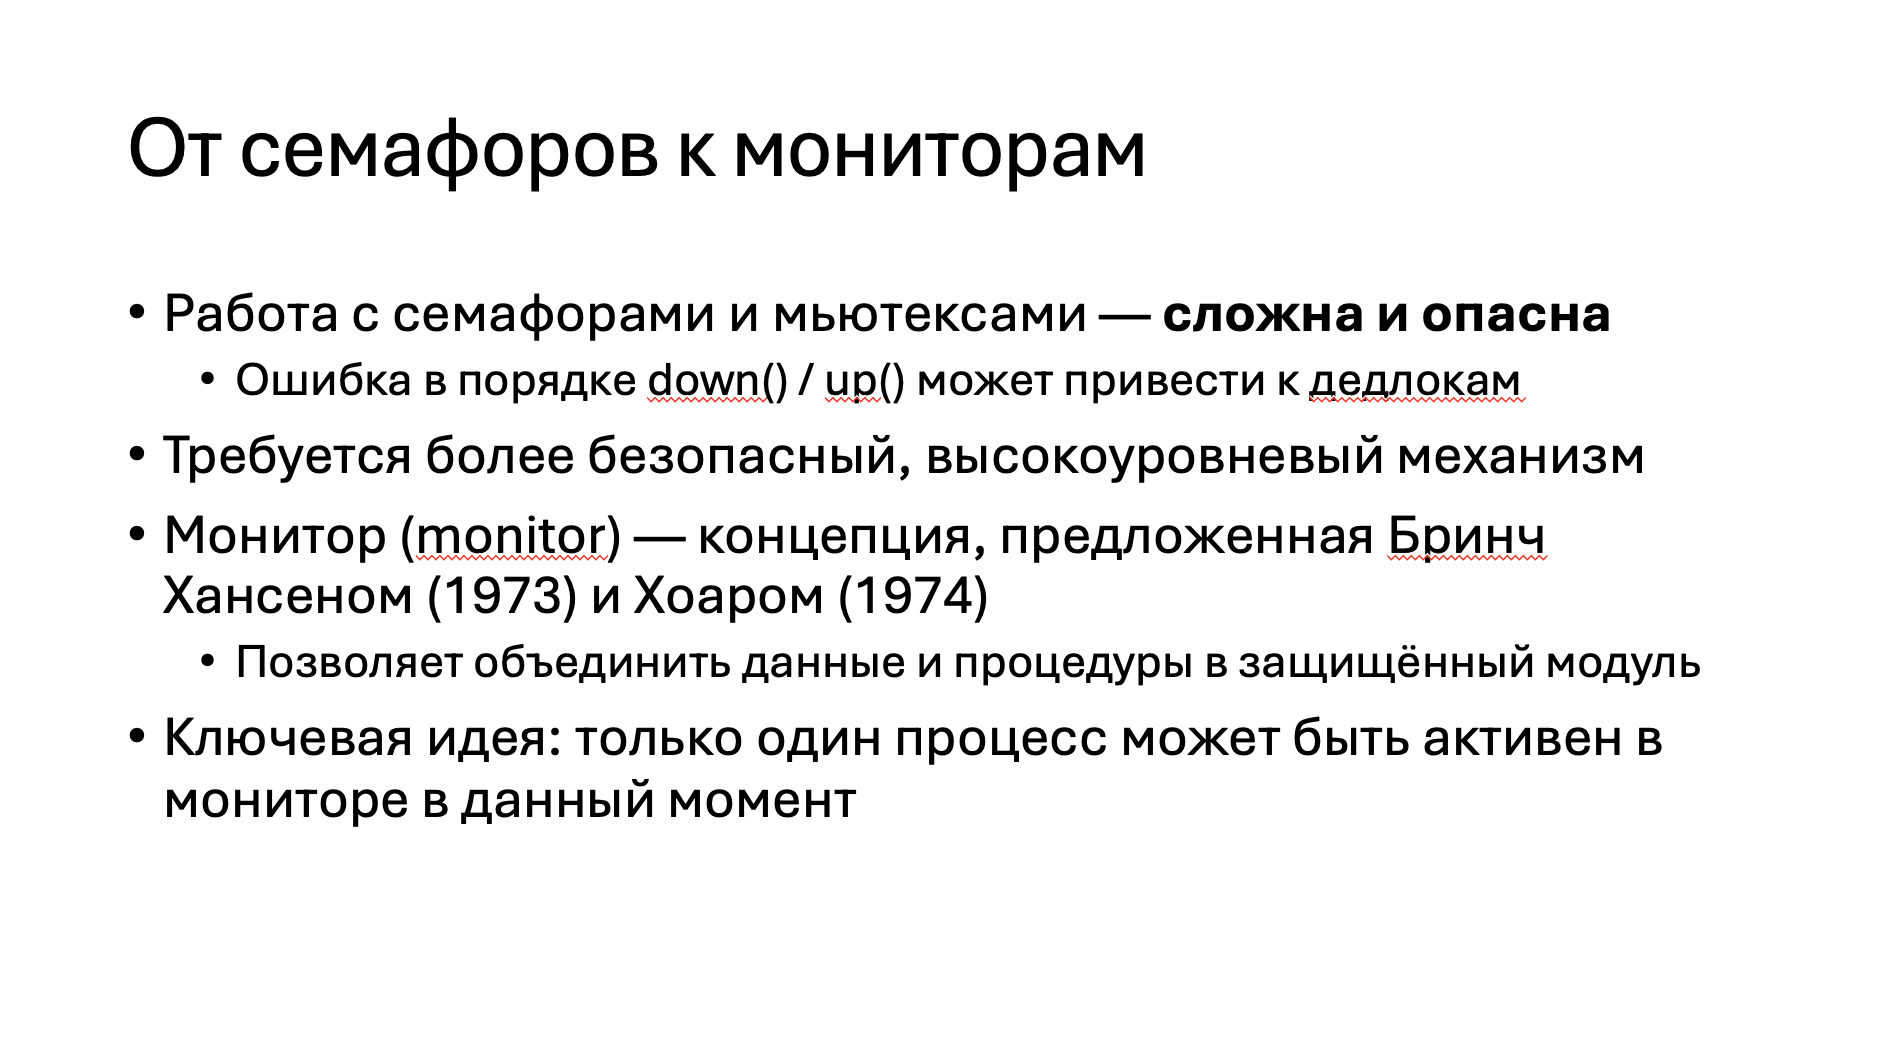 От семафоров к мониторам
• Работа с семафорами и мьютексами — сложна и опасна
• Ошибка в порядке down() / up() может привести к дедлокам
• Требуется более безопасный, высокоуровневый механизм
• Монитор (monitor) — концепция, предложенная Бринч
Хансеном (1973) и Хоаром (1974)
• Позволяет объединить данные и процедуры в защищённый модуль
• Ключевая идея: только один процесс может быть активен в
мониторе в данный момент